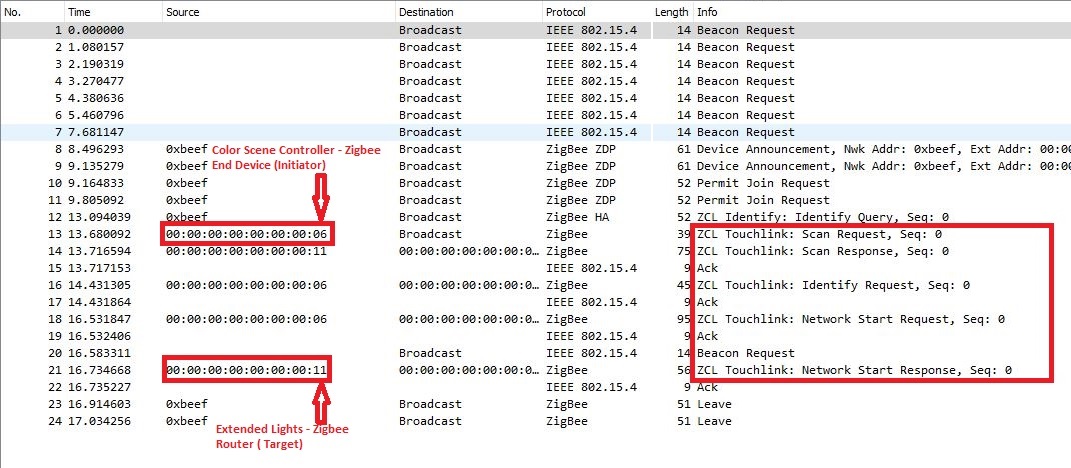 No. Time Source Destination Protocol Length Info
1 0.000000 Broadcast IEEE 802.15.4 14 Beacon Request
2 1.080157 Broadcast IEEE 802.15.4 14 Beacon Request
3 2.190319 Broadcast IEEE 802.15.4 14 Beacon Request
4 3.270477 Broadcast IEEE 802.15.4 14 Beacon Request
5 4.380636 Broadcast IEEE 802.15.4 14 Beacon Request
6 5.460796 Broadcast IEEE 802.15.4 14 Beacon Request
7 7.681147 Broadcast IEEE 802.15.4 14 Beacon Request
8 8.496293 0xbeef Broadcast ZigBee ZDP 61 Device Announcement, Nwk Addr: 0xbeef, Ext Addr: 00:00
Color Scene Controller - Zigbee
End Device (Initiator)
9 9.135279 0xbeef Broadcast ZigBee ZDP 61 Device Announcement, Nwk Addr: 0xbeef, Ext Addr: 00:00
10 9.164833 0xbeef Broadcast ZigBee ZDP 52 Permit Join Request
11 9.805092 0xbeef Broadcast ZigBee ZDP 52 Permit Join Request
12 13.094039 0xbeef Broadcast ZigBee HA 52 ZCL Identify: Identify Query, Seq: 0
13 13.680092 00:00:00:00:00:00:00:06 Broadcast ZigBee 39 ZCL Touchlink: Scan Request, Seq: 0
14 13.716594 00:00:00:00:00:00:00:11 00:00:00:00:00:00:0… ZigBee 75 ZCL Touchlink: Scan Response, Seq: 0
15 13.717153 IEEE 802.15.4 9 Ack
16 14.431305 00:00:00:00:00:00:00:06 00:00:00:00:00:00:0… ZigBee 45 ZCL Touchlink: Identify Request, Seq: 0
17 14.431864 IEEE 802.15.4 9 Ack
18 16.531847 00:00:00:00:00:00:00:06 00:00:00:00:00:00:0… ZigBee 95 ZCL Touchlink: Network Start Request, Seq: 0
19 16.532406 IEEE 802.15.4 9 Ack
20 16.583311 Broadcast IEEE 802.15.4 14 Beacon Request
21 16.734668 00:00:00:00:00:00:00:11 00:00:00:00:00:00:0… ZigBee 56 ZCL Touchlink: Network Start Response, Seq: 0
22 16.735227 IEEE 802.15.4 9 Ack
23 16.914603 0xbeef Broadcast ZigBee 51 Leave
24 17.034256 0xbeef Broadcast ZigBee 51 Leave
Extended Lights - Zigbee
Router ( Target)